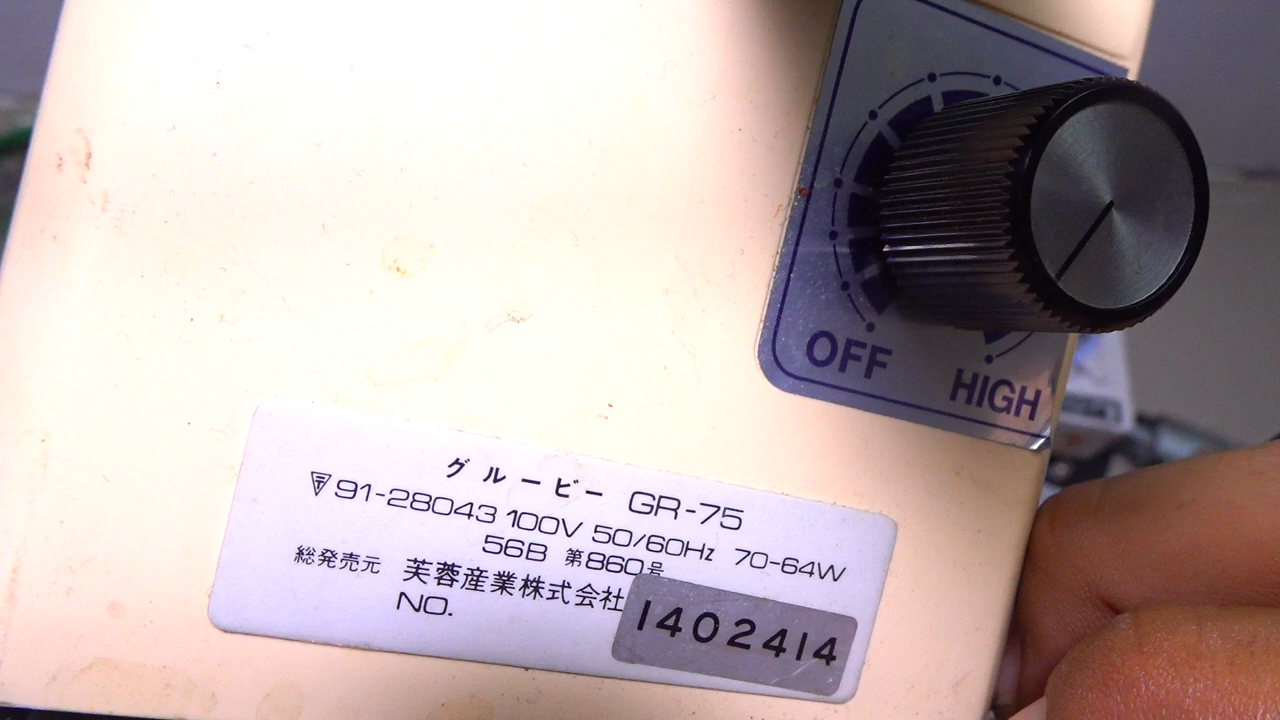 OFF
HIGH
グルービー GR-75
91-28043 100V 50/60Hz 70-64W
56B 第860号
総発売元 芙蓉産業株式会社
NO. 1402414